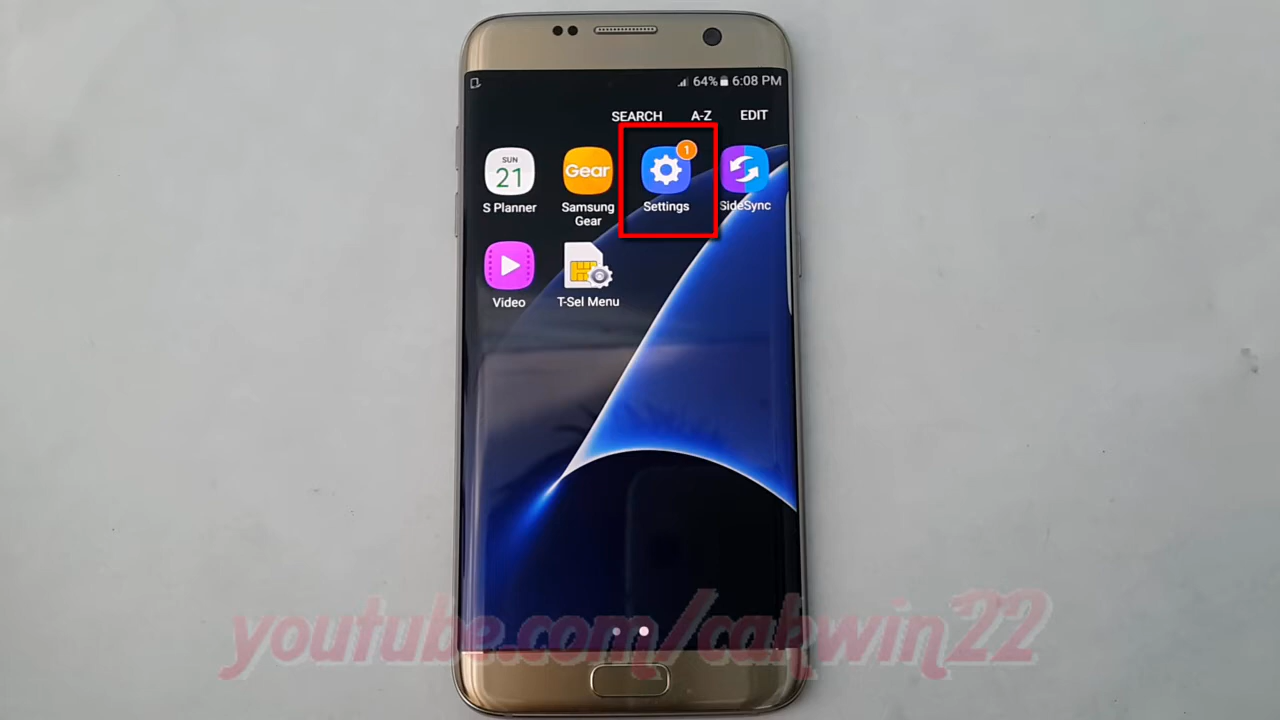 64% 6:08 PM
SEARCH A-Z EDIT
SUN
21
Gear
1
S Planner
Samsung
Gear
Settings
SideSync
Video
T-Sel Menu
youtube.com/cakwin22